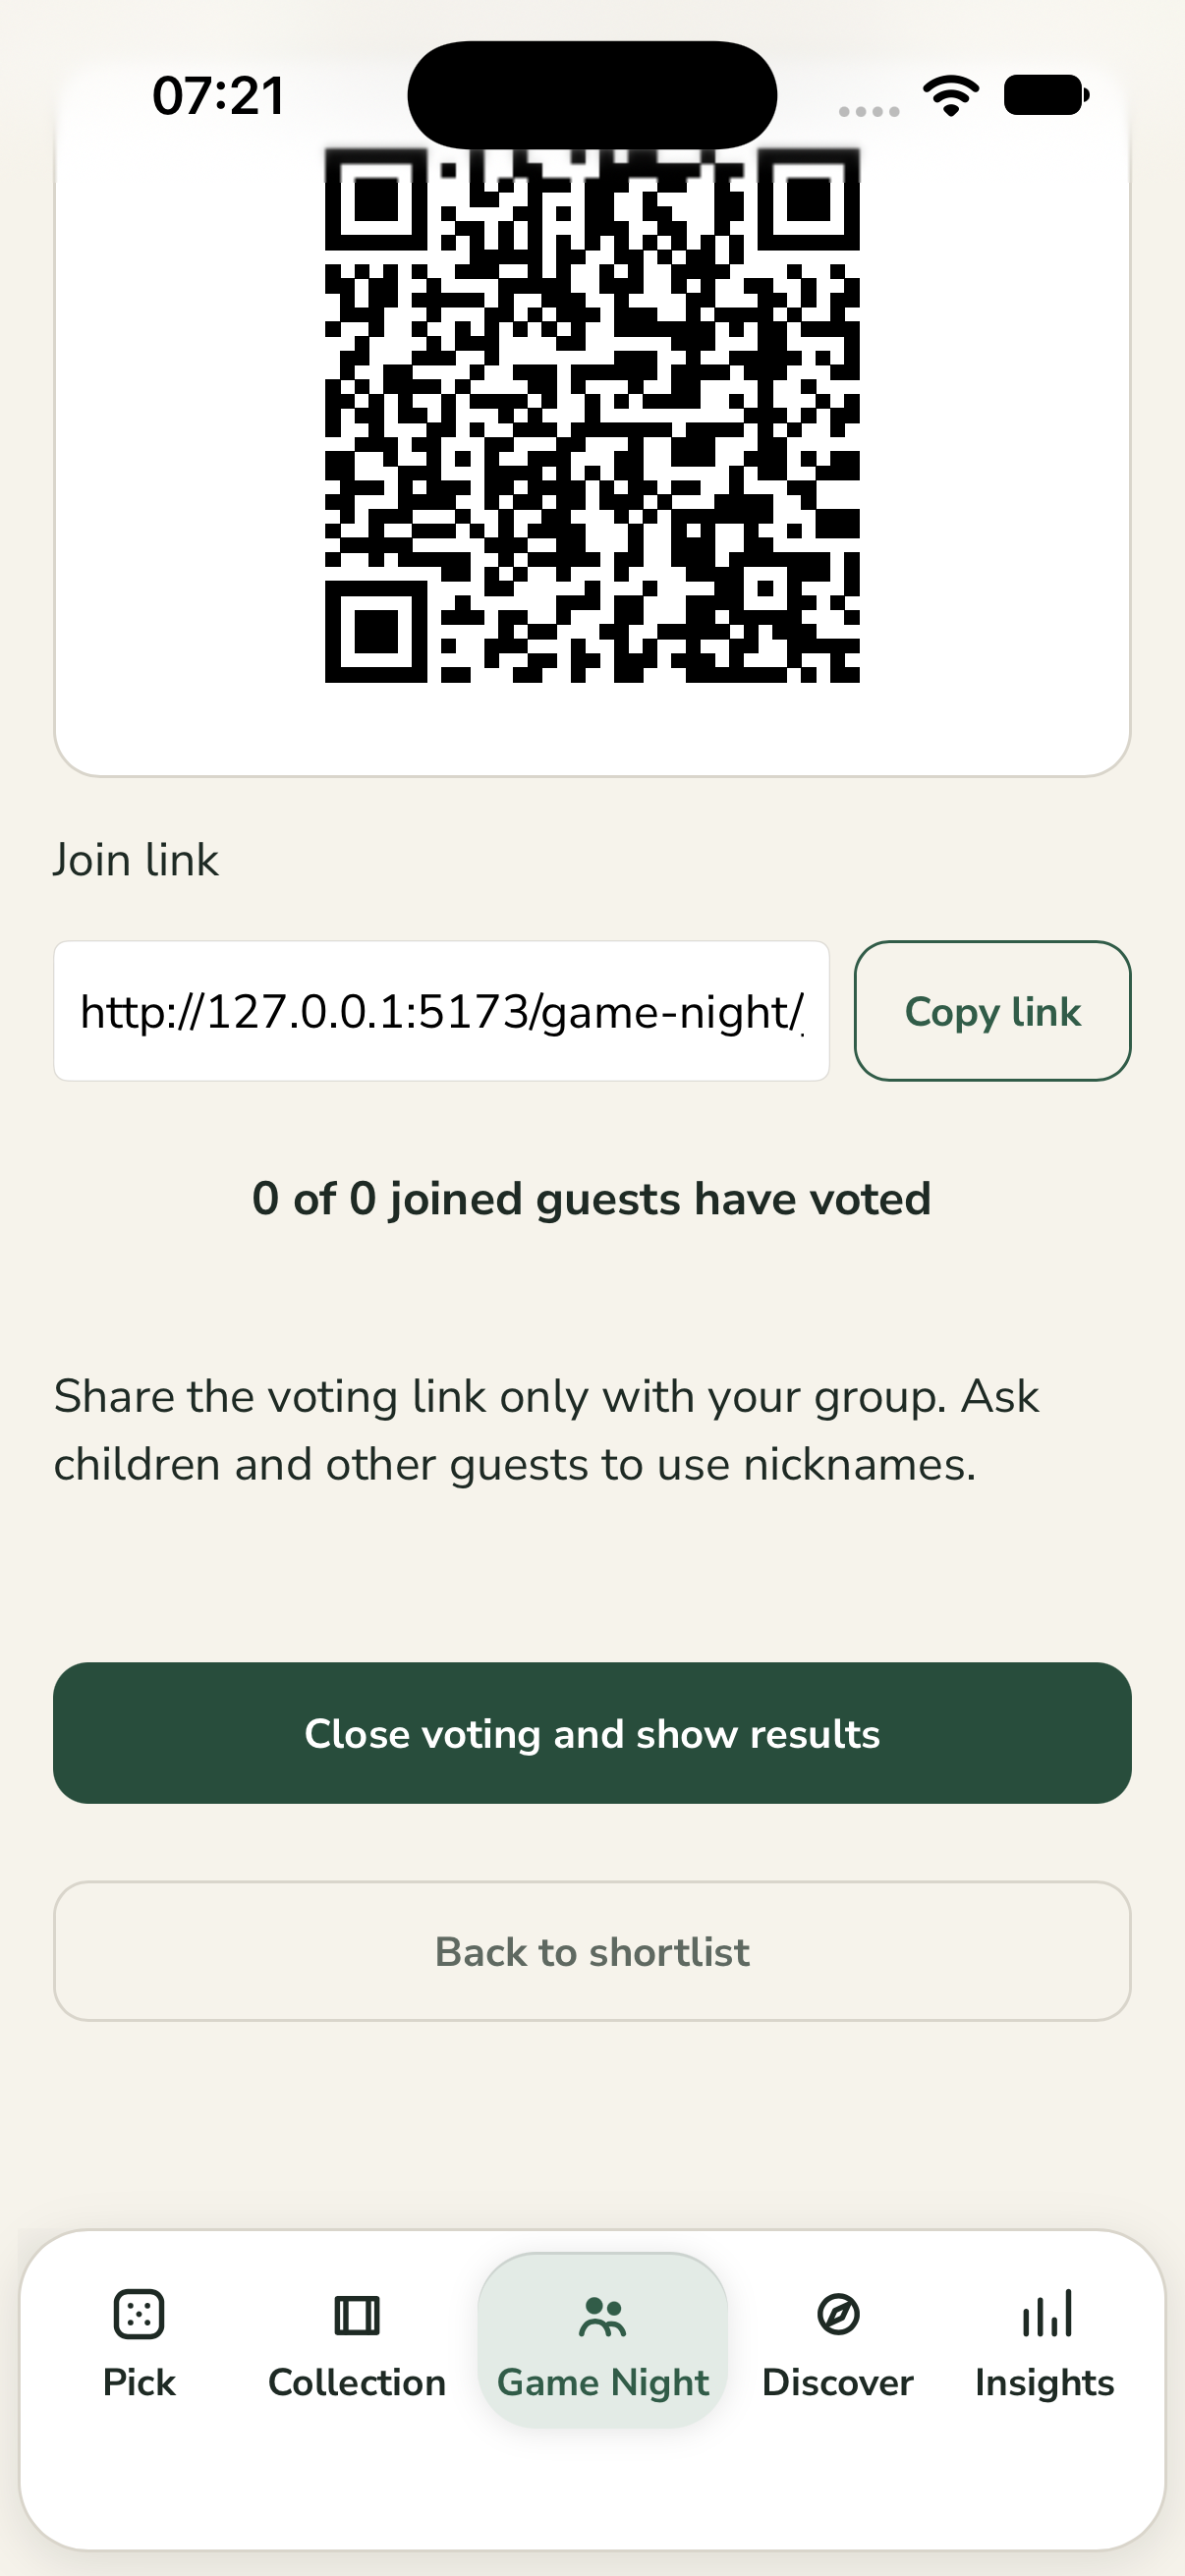 07:21
Join link
http://127.0.0.1:5173/game-night/
Copy link
0 of 0 joined guests have voted
Share the voting link only with your group. Ask
children and other guests to use nicknames.
Close voting and show results
Back to shortlist
Pick
Collection
Game Night
Discover
Insights